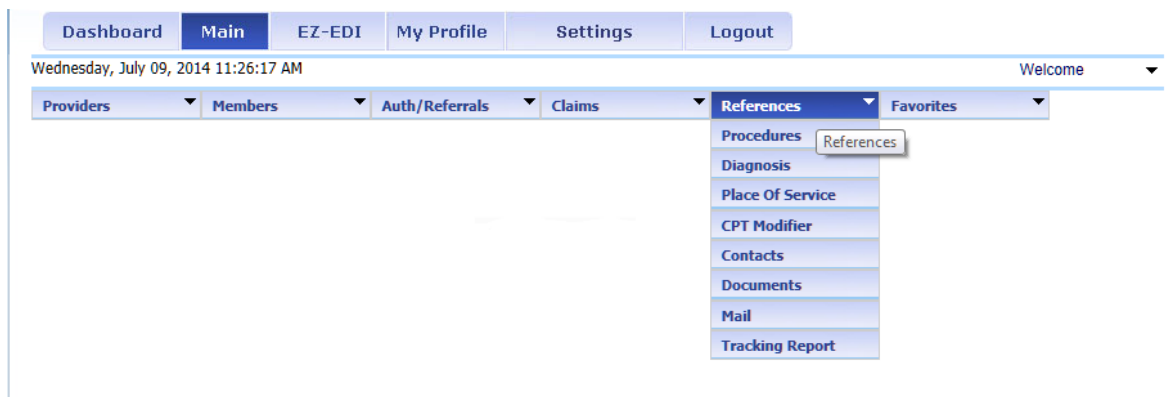 Dashboard Main EZ-EDI My Profile Settings Logout
Wednesday, July 09, 2014 11:26:17 AM Welcome
Providers Members Auth/Referrals Claims References Favorites
Procedures
References
Diagnosis
Place Of Service
CPT Modifier
Contacts
Documents
Mail
Tracking Report